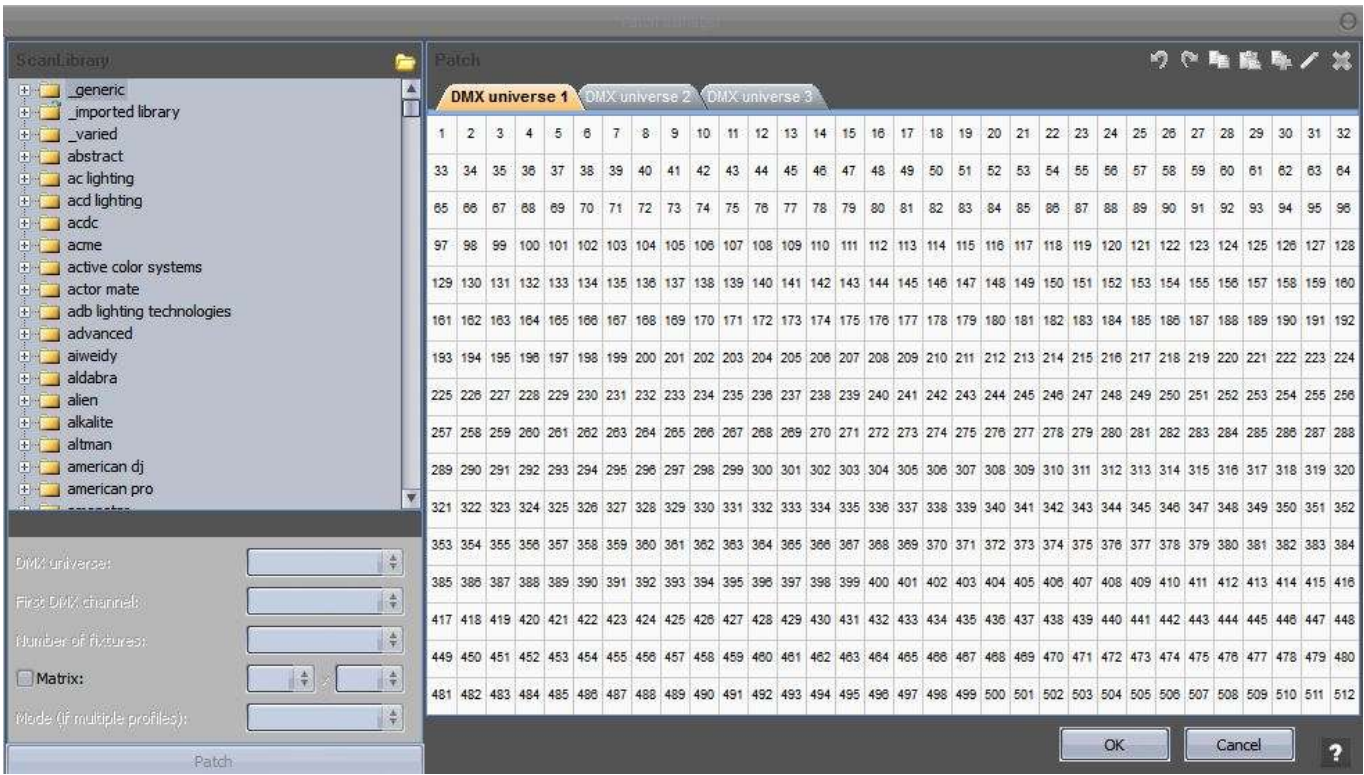 ScanLibrary
_generic
_imported library
_varied
abstract
ac lighting
acd lighting
acdc
acme
active color systems
actor mate
adb lighting technologies
advanced
aiweidy
aldabra
alien
alkalite
altman
american dj
american pro
DMX universe:
First DMX channel:
Number of fixtures:
Matrix:
x
Mode (if multiple profiles):
Patch
Patch
DMX universe 1 DMX universe 2 DMX universe 3
1 2 3 4 5 6 7 8 9 10 11 12 13 14 15 16 17 18 19 20 21 22 23 24 25 26 27 28 29 30 31 32
33 34 35 36 37 38 39 40 41 42 43 44 45 46 47 48 49 50 51 52 53 54 55 56 57 58 59 60 61 62 63 64
65 66 67 68 69 70 71 72 73 74 75 76 77 78 79 80 81 82 83 84 85 86 87 88 89 90 91 92 93 94 95 96
97 98 99 100 101 102 103 104 105 106 107 108 109 110 111 112 113 114 115 116 117 118 119 120 121 122 123 124 125 126 127 128
129 130 131 132 133 134 135 136 137 138 139 140 141 142 143 144 145 146 147 148 149 150 151 152 153 154 155 156 157 158 159 160
161 162 163 164 165 166 167 168 169 170 171 172 173 174 175 176 177 178 179 180 181 182 183 184 185 186 187 188 189 190 191 192
193 194 195 196 197 198 199 200 201 202 203 204 205 206 207 208 209 210 211 212 213 214 215 216 217 218 219 220 221 222 223 224
225 226 227 228 229 230 231 232 233 234 235 236 237 238 239 240 241 242 243 244 245 246 247 248 249 250 251 252 253 254 255 256
257 258 259 260 261 262 263 264 265 266 267 268 269 270 271 272 273 274 275 276 277 278 279 280 281 282 283 284 285 286 287 288
289 290 291 292 293 294 295 296 297 298 299 300 301 302 303 304 305 306 307 308 309 310 311 312 313 314 315 316 317 318 319 320
321 322 323 324 325 326 327 328 329 330 331 332 333 334 335 336 337 338 339 340 341 342 343 344 345 346 347 348 349 350 351 352
353 354 355 356 357 358 359 360 361 362 363 364 365 366 367 368 369 370 371 372 373 374 375 376 377 378 379 380 381 382 383 384
385 386 387 388 389 390 391 392 393 394 395 396 397 398 399 400 401 402 403 404 405 406 407 408 409 410 411 412 413 414 415 416
417 418 419 420 421 422 423 424 425 426 427 428 429 430 431 432 433 434 435 436 437 438 439 440 441 442 443 444 445 446 447 448
449 450 451 452 453 454 455 456 457 458 459 460 461 462 463 464 465 466 467 468 469 470 471 472 473 474 475 476 477 478 479 480
481 482 483 484 485 486 487 488 489 490 491 492 493 494 495 496 497 498 499 500 501 502 503 504 505 506 507 508 509 510 511 512
OK Cancel ?